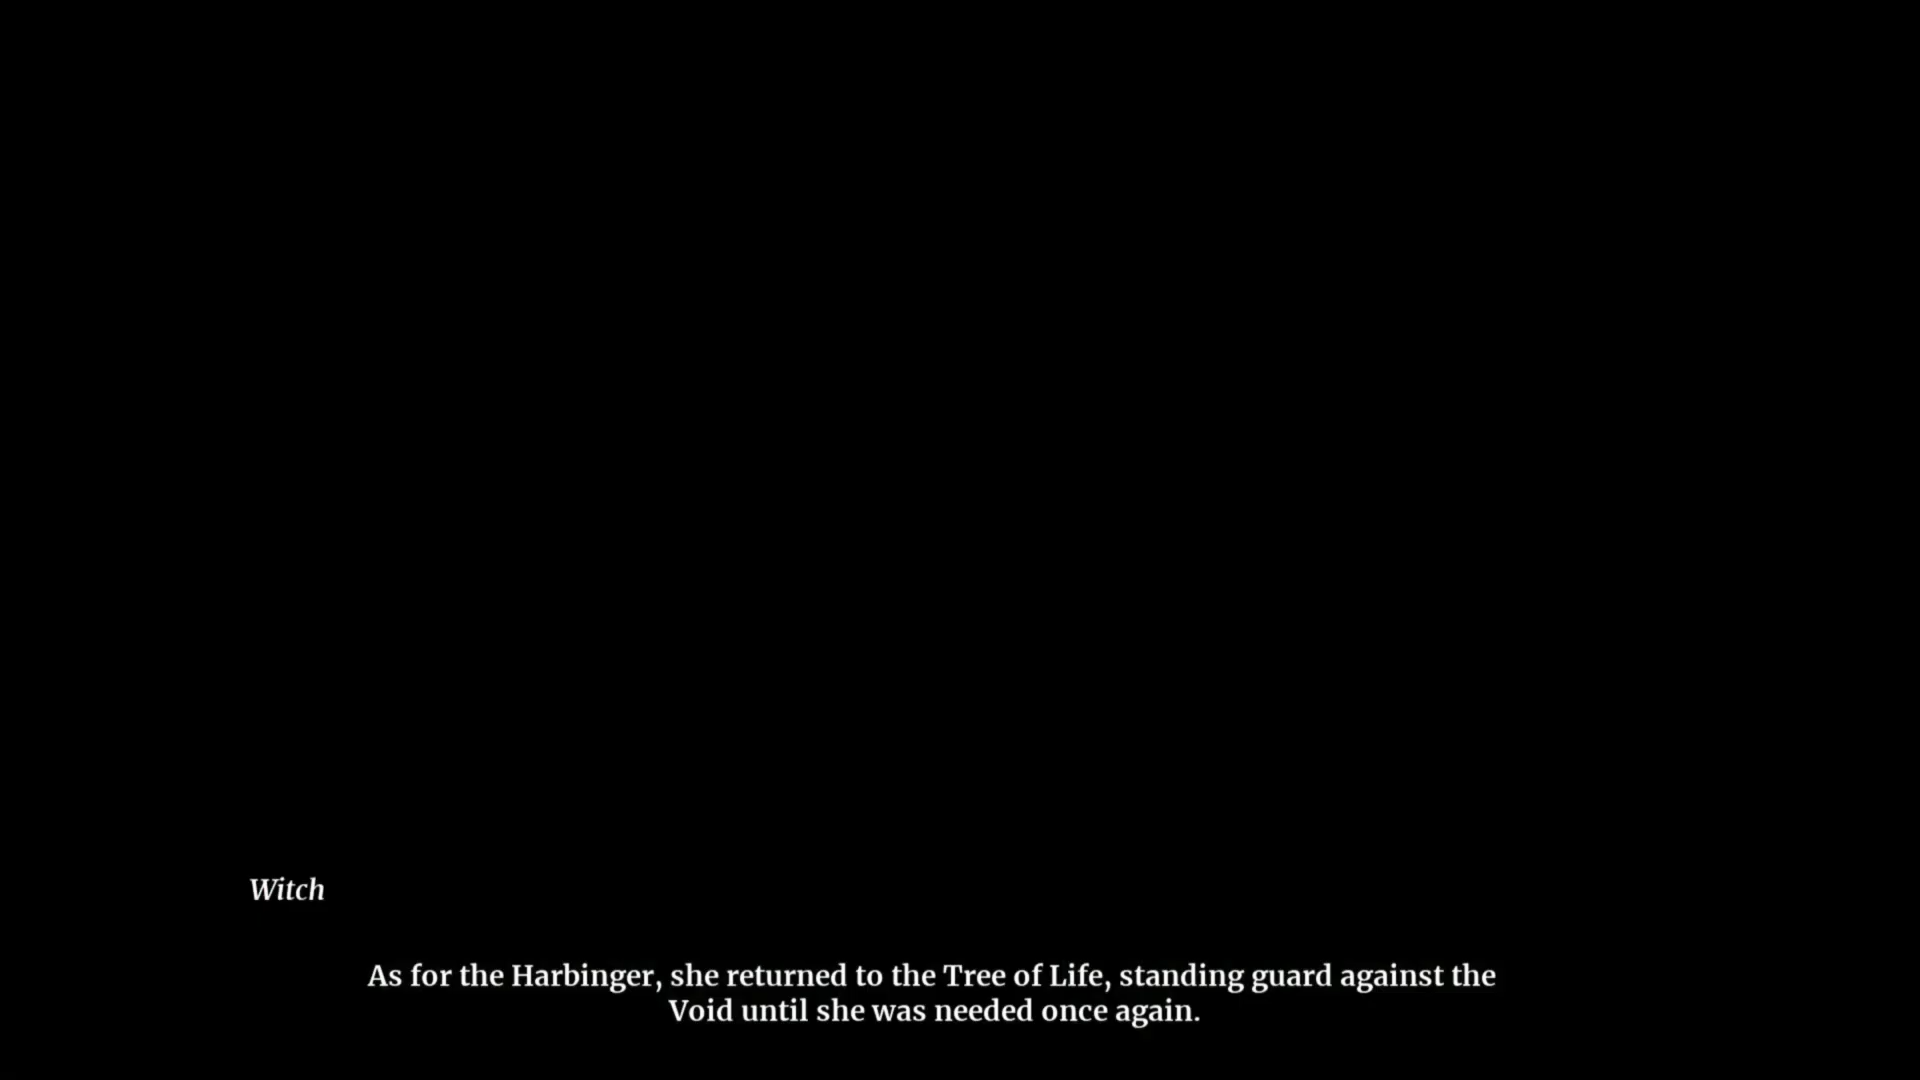 Witch
As for the Harbinger, she returned to the Tree of Life, standing guard against the
Void until she was needed once again.